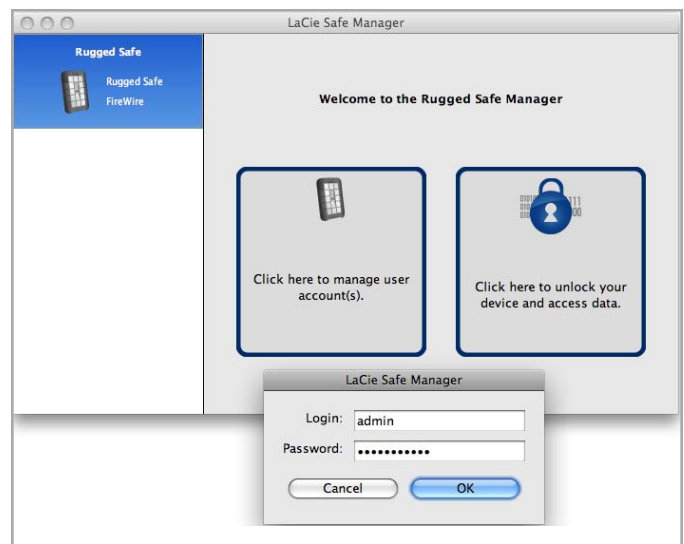 LaCie Safe Manager
Rugged Safe
Rugged Safe
FireWire
Welcome to the Rugged Safe Manager
Click here to manage user
account(s).
Click here to unlock your
device and access data.
LaCie Safe Manager
Login: admin
Password: •••••••••••
Cancel OK